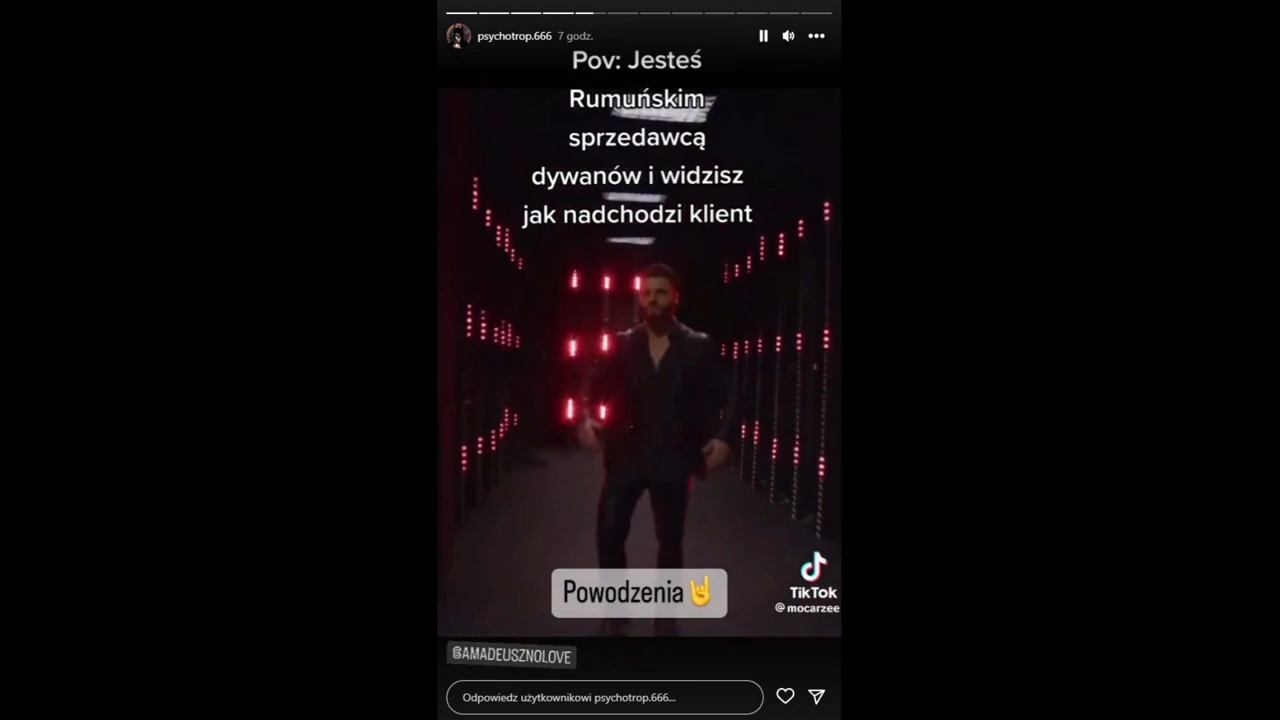 psychotrop.666 7 godz.
Pov: Jesteś
Rumuńskim
sprzedawcą
dywanów i widzisz
jak nadchodzi klient
Powodzenia🤘
TikTok
@mocarzee
@AMADEUSZNOLOVE
Odpowiedz użytkownikowi psychotrop.666...